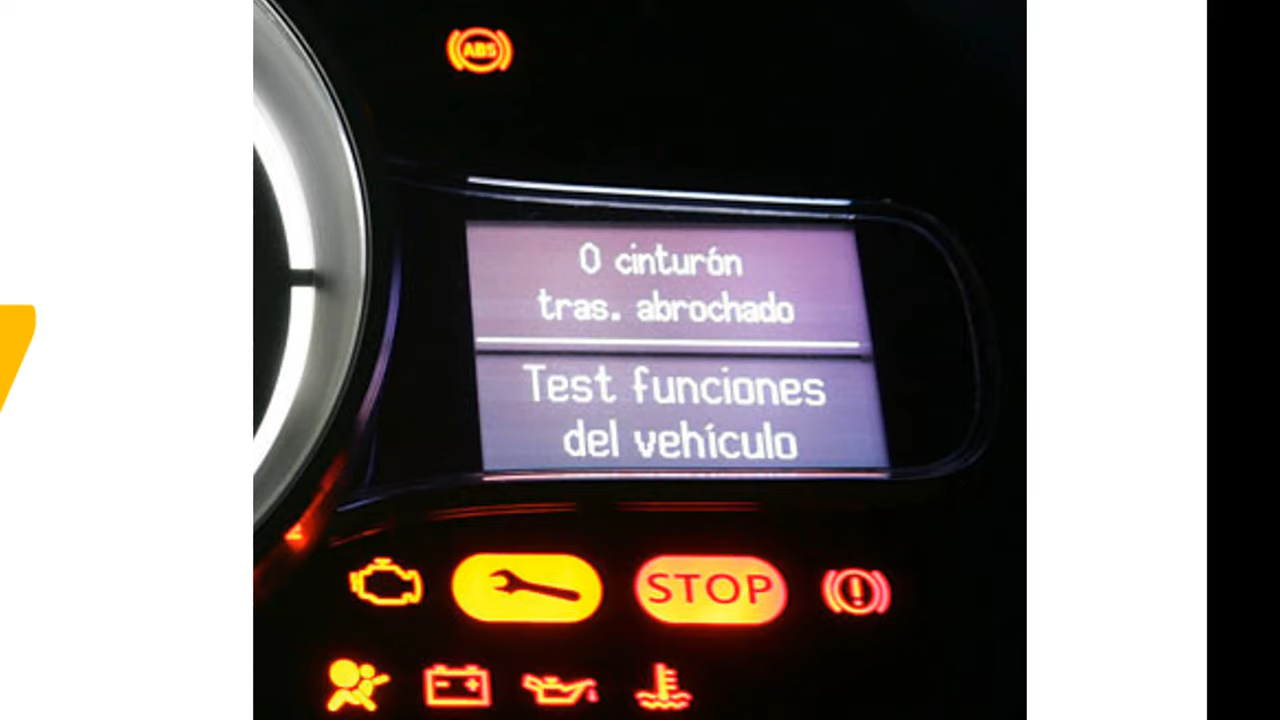 ABS
0 cinturón
tras. abrochado
Test funciones
del vehículo
STOP